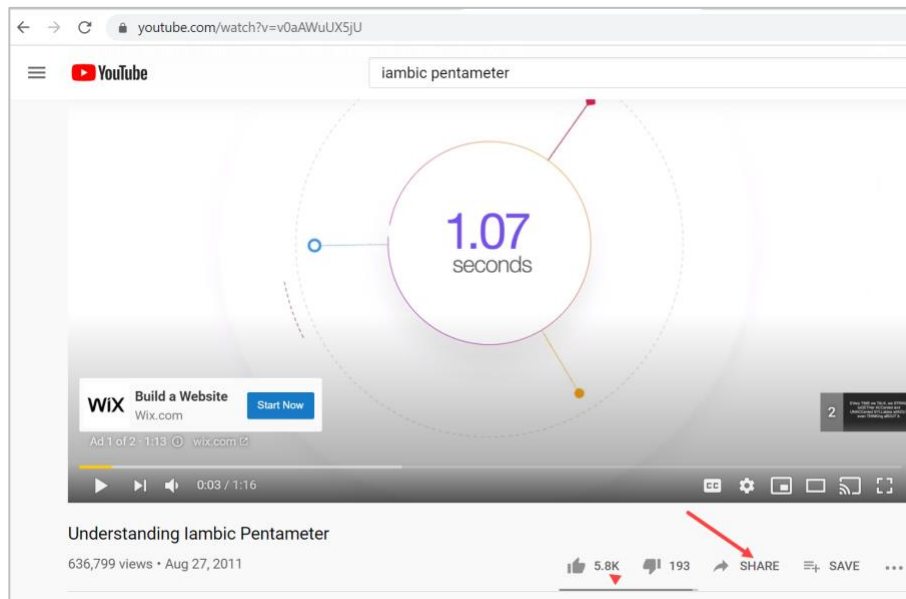 youtube.com/watch?v=v0aAWuUX5jU
YouTube
iambic pentameter
1.07
seconds
WiX
Build a Website
Wix.com
Start Now
Ad 1 of 2 · 1:13 wix.com
2
0:03 / 1:16
CC
Understanding Iambic Pentameter
636,799 views • Aug 27, 2011
5.8K 193 SHARE SAVE